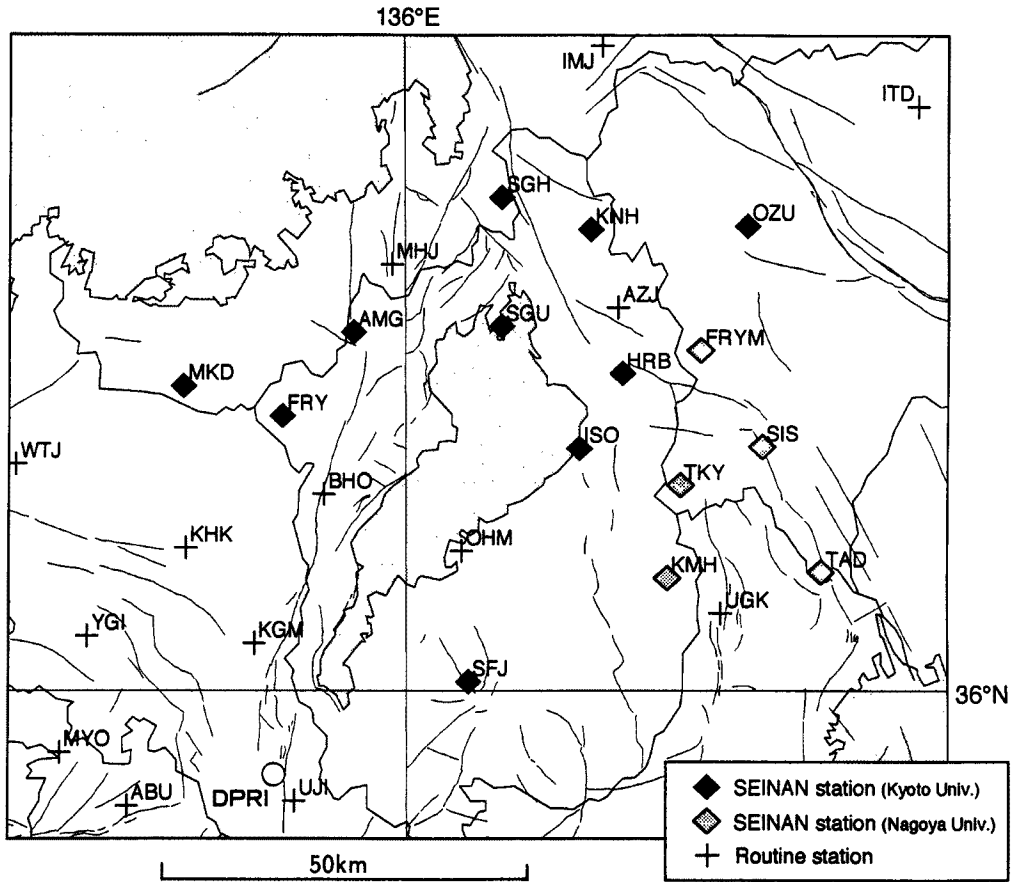 136°E
IMJ
ITD
SGH
KNH
OZU
MHJ
AZJ
AMG
SGU
FRYM
MKD
HRB
FRY
ISO
SIS
WTJ
TKY
BHO
KHK
OHM
KMH
TAD
UGK
YGI
KGM
SFJ
36°N
MYO
DPRI
UJI
ABU
SEINAN station (Kyoto Univ.)
SEINAN station (Nagoya Univ.)
Routine station
50km